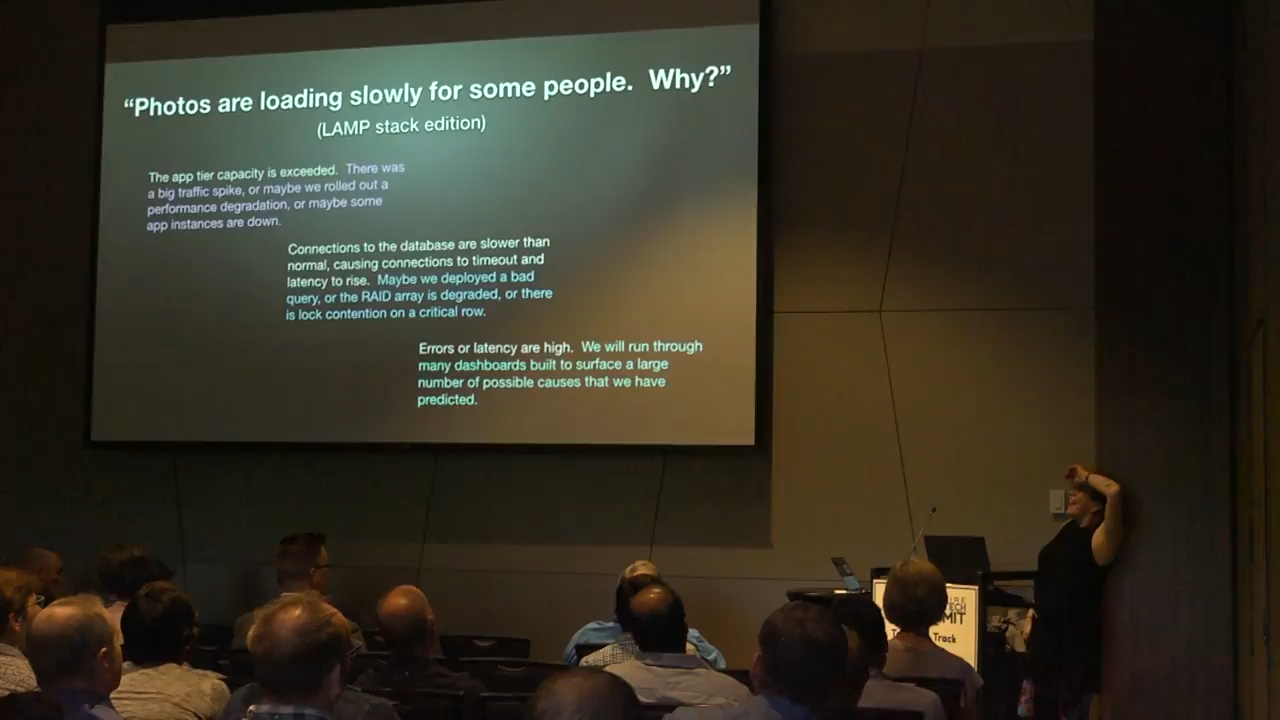 “Photos are loading slowly for some people.  Why?”
(LAMP stack edition)
The app tier capacity is exceeded.  There was
a big traffic spike, or maybe we rolled out a
performance degradation, or maybe some
app instances are down.
Connections to the database are slower than
normal, causing connections to timeout and
latency to rise.  Maybe we deployed a bad
query, or the RAID array is degraded, or there
is lock contention on a critical row.
Errors or latency are high.  We will run through
many dashboards built to surface a large
number of possible causes that we have
predicted.
Track